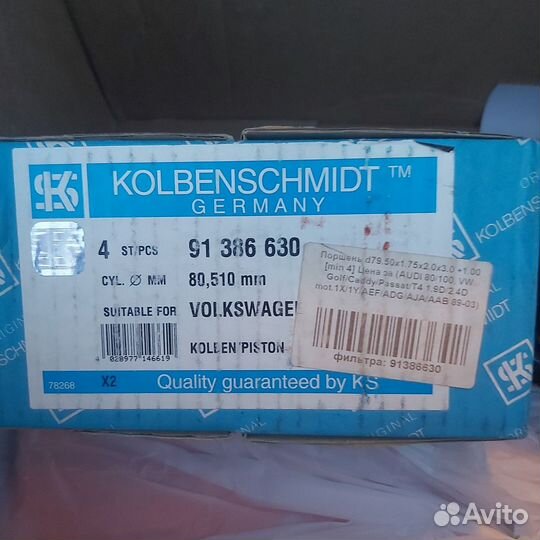 KS
KOLBENSCHMIDT ™
GERMANY
4 ST/PCS 91 386 630
CYL. Ø MM 80,510 mm
SUITABLE FOR VOLKSWAGEN
KOLBEN/PISTON
4 028977 146619
78268 X2 Quality guaranteed by KS
Поршень d79.50x1.75x2.0x3.0 +1.00
[min 4] Цена за (AUDI 80/100, VW
Golf/Caddy/Passat/T4 1.9D/2.4D
mot.1X/1Y/AEF/ADG AJA/AAB 89-03)
фильтра: 91386630
ORIGINAL
ORIGINAL
Avito